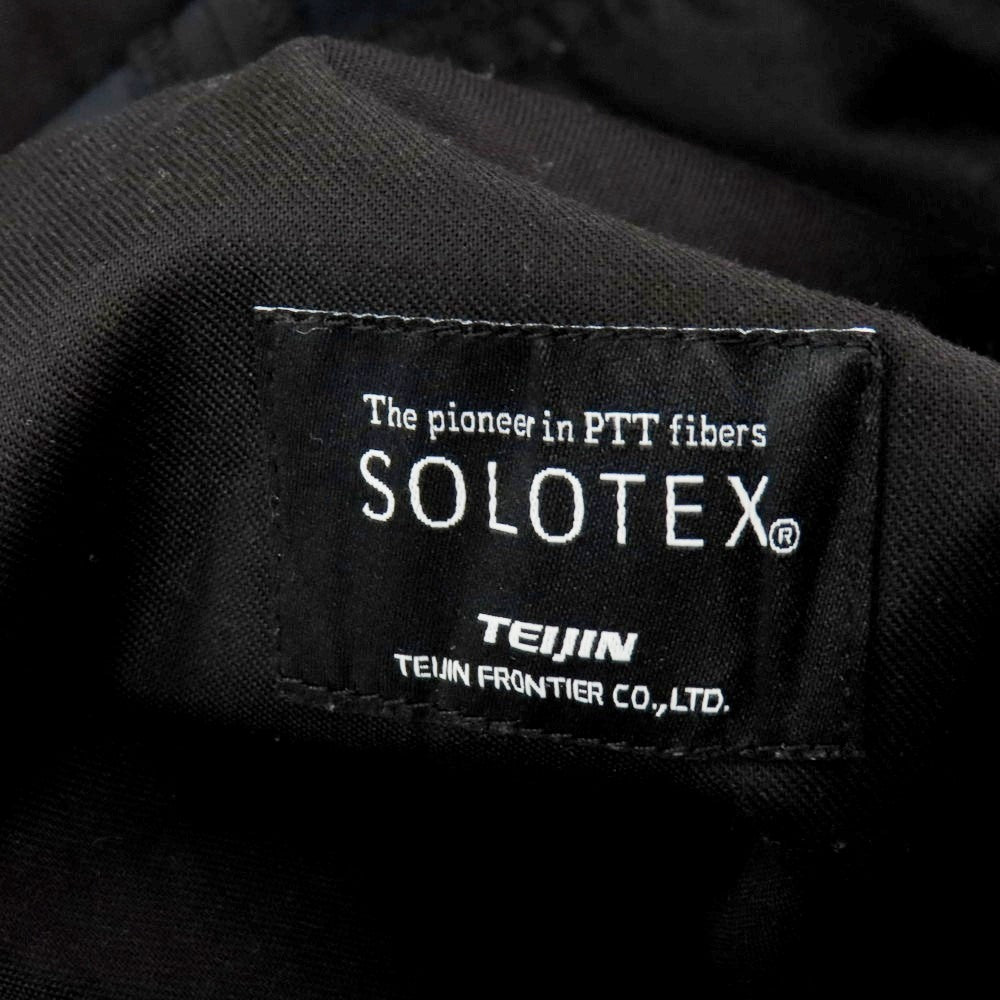 The pioneer in PTT fibers
SOLOTEX®
TEIJIN
TEIJIN FRONTIER CO.,LTD.